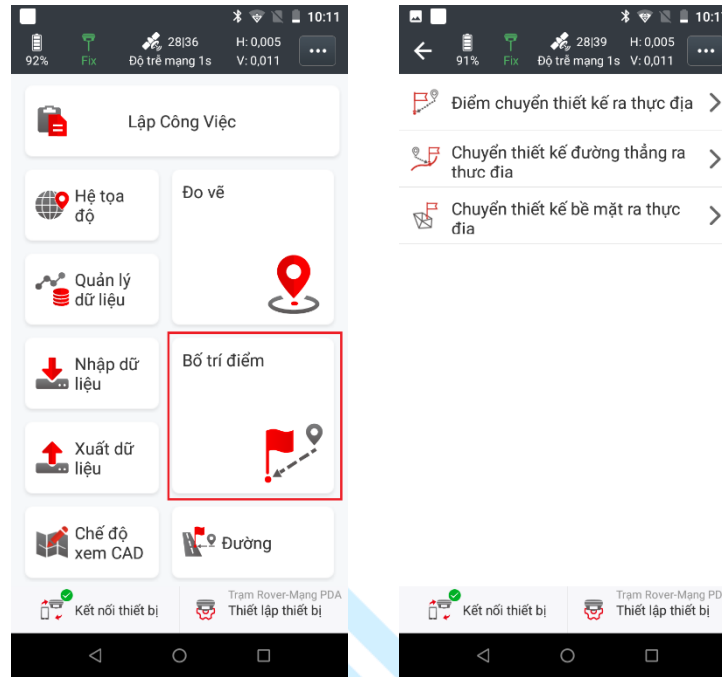 10:11
28|36
H: 0,005
92%
Fix
Độ trễ mạng 1s
V: 0,011
Lập Công Việc
Hệ tọa
độ
Đo vẽ
Quản lý
dữ liệu
Nhập dữ
liệu
Bố trí điểm
Xuất dữ
liệu
Chế độ
xem CAD
Đường
Kết nối thiết bị
Trạm Rover-Mạng PDA
Thiết lập thiết bị
28|39
H: 0,005
91%
Fix
Độ trễ mạng 1s
V: 0,011
Điểm chuyển thiết kế ra thực địa
Chuyển thiết kế đường thẳng ra
thực địa
Chuyển thiết kế bề mặt ra thực
địa
Kết nối thiết bị
Trạm Rover-Mạng PD
Thiết lập thiết bị